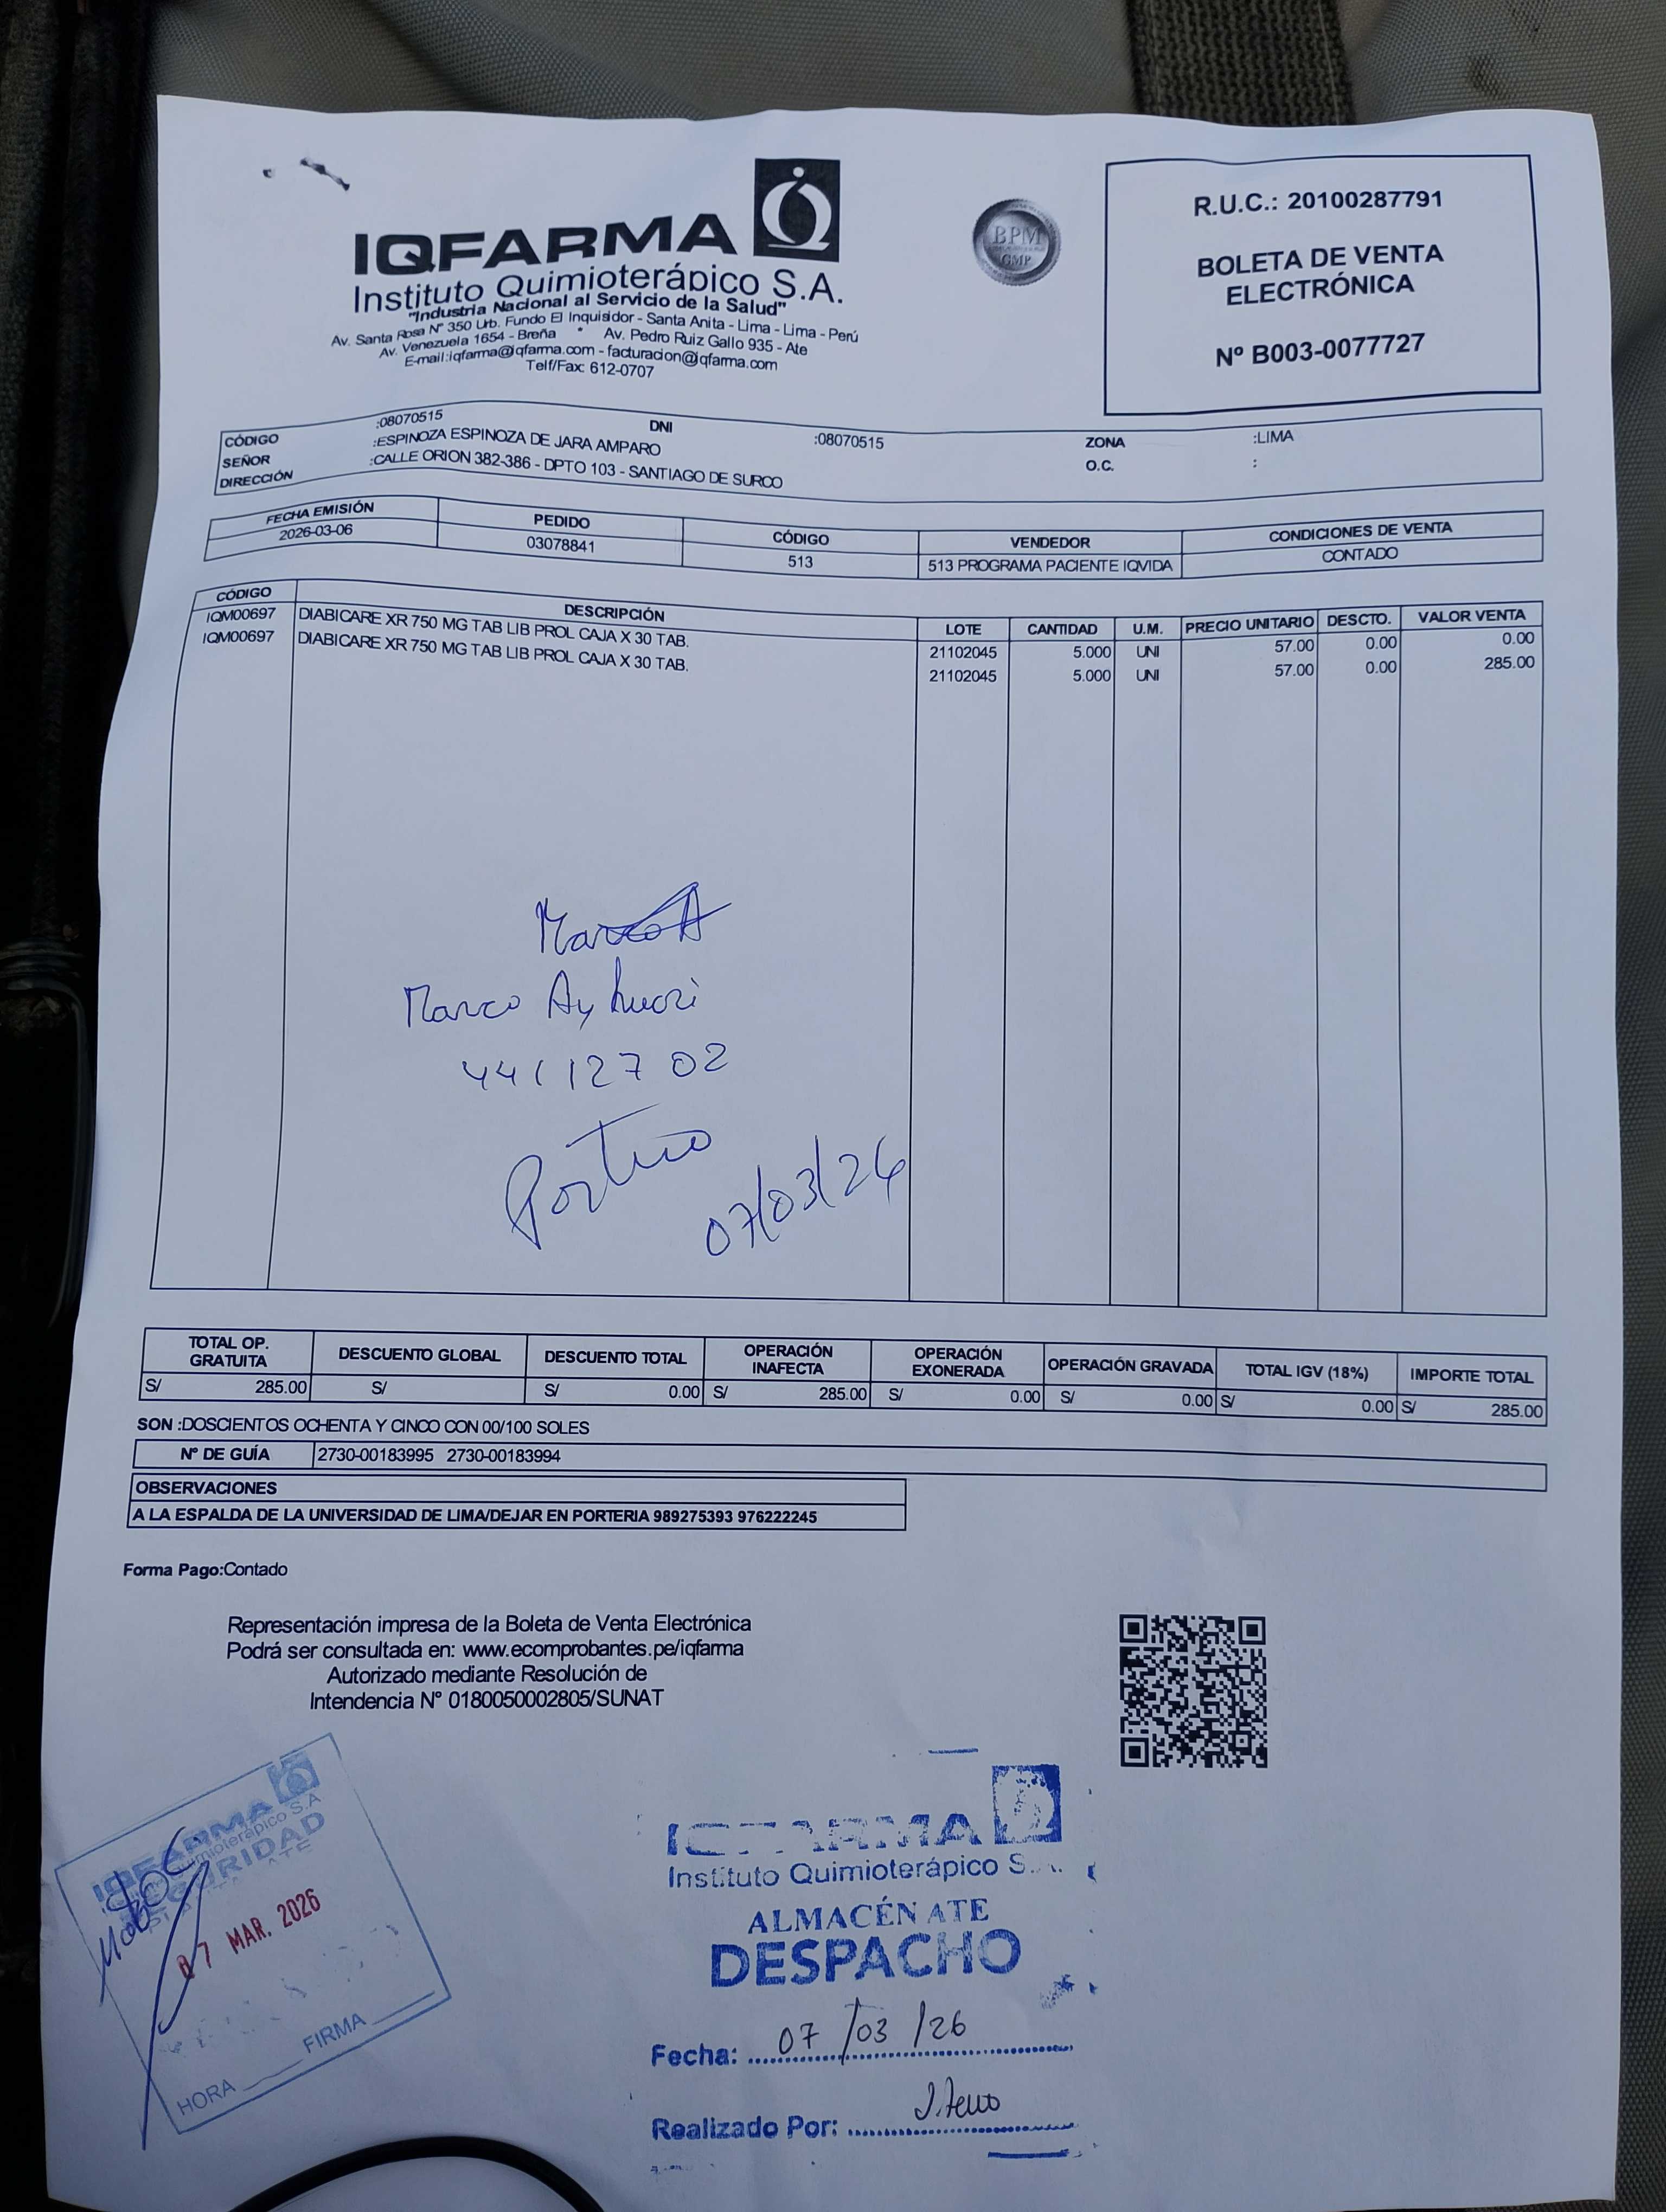 IQFARMA
Instituto Quimioterápico S.A.
"Industria Nacional al Servicio de la Salud"
Av. Santa Rosa N° 350 Urb. Fundo El Inquisidor - Santa Anita - Lima - Lima - Perú
Av. Venezuela 1654 - Breña * Av. Pedro Ruiz Gallo 935 - Ate
E-mail:iqfarma@iqfarma.com - facturacion@iqfarma.com
Telf/Fax: 612-0707
BPM
GMP
R.U.C.: 20100287791
BOLETA DE VENTA
ELECTRÓNICA
N° B003-0077727
CÓDIGO :08070515 DNI :08070515 ZONA :LIMA
SEÑOR :ESPINOZA ESPINOZA DE JARA AMPARO O.C. :
DIRECCIÓN :CALLE ORION 382-386 - DPTO 103 - SANTIAGO DE SURCO
FECHA EMISIÓN PEDIDO CÓDIGO VENDEDOR CONDICIONES DE VENTA
2026-03-06 03078841 513 513 PROGRAMA PACIENTE IQVIDA CONTADO
CÓDIGO DESCRIPCIÓN LOTE CANTIDAD U.M. PRECIO UNITARIO DESCTO. VALOR VENTA
IQM00697 DIABICARE XR 750 MG TAB LIB PROL CAJA X 30 TAB. 21102045 5.000 UNI 57.00 0.00 0.00
IQM00697 DIABICARE XR 750 MG TAB LIB PROL CAJA X 30 TAB. 21102045 5.000 UNI 57.00 0.00 285.00
Marco A
Marco
44112702
07/03/26
TOTAL OP. GRATUITA DESCUENTO GLOBAL DESCUENTO TOTAL OPERACIÓN INAFECTA OPERACIÓN EXONERADA OPERACIÓN GRAVADA TOTAL IGV (18%) IMPORTE TOTAL
S/ 285.00 S/ S/ 0.00 S/ 285.00 S/ 0.00 S/ 0.00 S/ 0.00 S/ 285.00
SON :DOSCIENTOS OCHENTA Y CINCO CON 00/100 SOLES
N° DE GUÍA 2730-00183995 2730-00183994
OBSERVACIONES
A LA ESPALDA DE LA UNIVERSIDAD DE LIMA/DEJAR EN PORTERIA 989275393 976222245
Forma Pago:Contado
Representación impresa de la Boleta de Venta Electrónica
Podrá ser consultada en: www.ecomprobantes.pe/iqfarma
Autorizado mediante Resolución de
Intendencia N° 0180050002805/SUNAT
IQFARMA
Instituto Quimioterápico S.A
SEGURIDAD
07 MAR. 2026
HORA FIRMA
IQFARMA
Instituto Quimioterápico S.A.
ALMACÉN ATE
DESPACHO
Fecha: 07/03/26
Realizado Por: